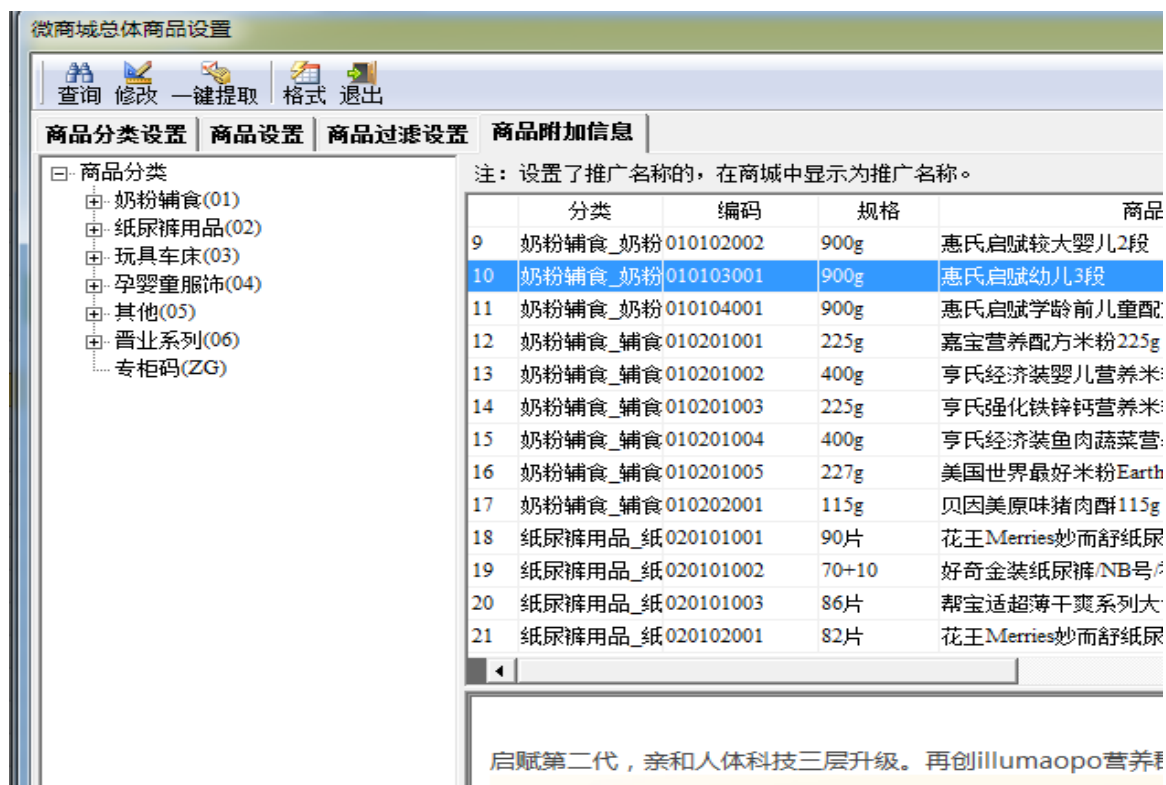 微商城总体商品设置
查询 修改 一键提取 格式 退出
商品分类设置 商品设置 商品过滤设置 商品附加信息
商品分类
奶粉辅食(01)
纸尿裤用品(02)
玩具车床(03)
孕婴童服饰(04)
其他(05)
晋业系列(06)
专柜码(ZG)
注：设置了推广名称的，在商城中显示为推广名称。
分类 编码 规格 商品
9 奶粉辅食_奶粉 010102002 900g 惠氏启赋较大婴儿2段
10 奶粉辅食_奶粉 010103001 900g 惠氏启赋幼儿3段
11 奶粉辅食_奶粉 010104001 900g 惠氏启赋学龄前儿童配
12 奶粉辅食_辅食 010201001 225g 嘉宝营养配方米粉225g
13 奶粉辅食_辅食 010201002 400g 亨氏经济装婴儿营养米
14 奶粉辅食_辅食 010201003 225g 亨氏强化铁锌钙营养米
15 奶粉辅食_辅食 010201004 400g 亨氏经济装鱼肉蔬菜营
16 奶粉辅食_辅食 010201005 227g 美国世界最好米粉Earth
17 奶粉辅食_辅食 010202001 115g 贝因美原味猪肉酥115g
18 纸尿裤用品_纸 020101001 90片 花王Merries妙而舒纸尿
19 纸尿裤用品_纸 020101002 70+10 好奇金装纸尿裤/NB号/
20 纸尿裤用品_纸 020101003 86片 帮宝适超薄干爽系列大
21 纸尿裤用品_纸 020102001 82片 花王Merries妙而舒纸尿
启赋第二代，亲和人体科技三层升级。再创illumaopo营养